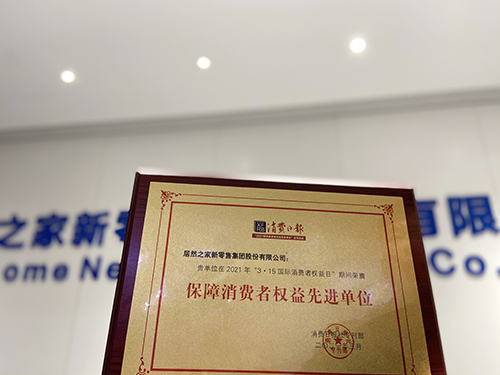 之家新零
有限
ome Ne
Co.,
消费日报
居然之家新零售集团股份有限公司:
贵单位在2021年“3·15国际消费者权益日”期间荣膺
保障消费者权益先进单位